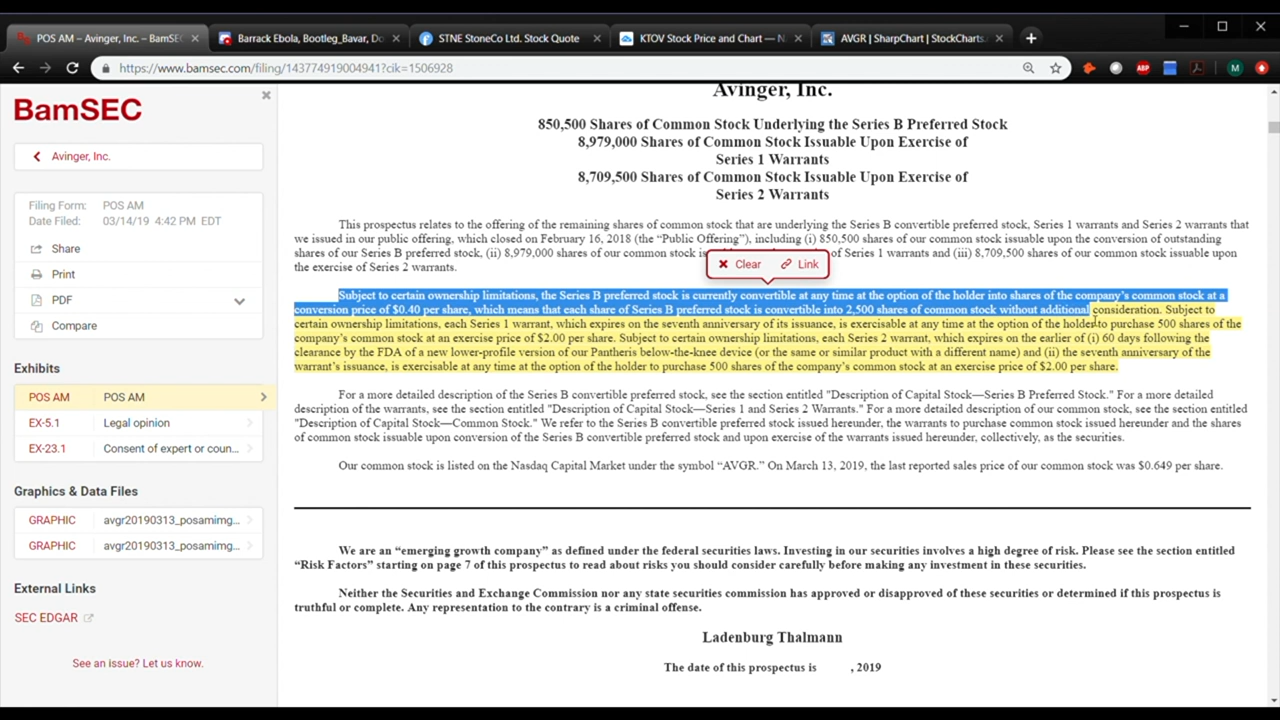 POS AM – Avinger, Inc. – BamSEC
Barrack Ebola, Bootleg_Bavar, Do
STNE StoneCo Ltd. Stock Quote
KTOV Stock Price and Chart — N
AVGR | SharpChart | StockCharts.
https://www.bamsec.com/filing/143774919004941?cik=1506928
ABP
M
BamSEC
Avinger, Inc.
Filing Form: POS AM
Date Filed: 03/14/19 4:42 PM EDT
Share
Print
PDF
Compare
Exhibits
POS AM POS AM
EX-5.1 Legal opinion
EX-23.1 Consent of expert or coun...
Graphics & Data Files
GRAPHIC avgr20190313_posamimg...
GRAPHIC avgr20190313_posamimg...
External Links
SEC EDGAR
See an issue? Let us know.
Avinger, Inc.
850,500 Shares of Common Stock Underlying the Series B Preferred Stock
8,979,000 Shares of Common Stock Issuable Upon Exercise of
Series 1 Warrants
8,709,500 Shares of Common Stock Issuable Upon Exercise of
Series 2 Warrants
This prospectus relates to the offering of the remaining shares of common stock that are underlying the Series B convertible preferred stock, Series 1 warrants and Series 2 warrants that
we issued in our public offering, which closed on February 16, 2018 (the “Public Offering”), including (i) 850,500 shares of our common stock issuable upon the conversion of outstanding
shares of our Series B preferred stock, (ii) 8,979,000 shares of our common stock is of Series 1 warrants and (iii) 8,709,500 shares of our common stock issuable upon
the exercise of Series 2 warrants.
Clear Link
Subject to certain ownership limitations, the Series B preferred stock is currently convertible at any time at the option of the holder into shares of the company’s common stock at a
conversion price of $0.40 per share, which means that each share of Series B preferred stock is convertible into 2,500 shares of common stock without additional consideration. Subject to
certain ownership limitations, each Series 1 warrant, which expires on the seventh anniversary of its issuance, is exercisable at any time at the option of the holder to purchase 500 shares of the
company’s common stock at an exercise price of $2.00 per share. Subject to certain ownership limitations, each Series 2 warrant, which expires on the earlier of (i) 60 days following the
clearance by the FDA of a new lower-profile version of our Pantheris below-the-knee device (or the same or similar product with a different name) and (ii) the seventh anniversary of the
warrant’s issuance, is exercisable at any time at the option of the holder to purchase 500 shares of the company’s common stock at an exercise price of $2.00 per share.
For a more detailed description of the Series B convertible preferred stock, see the section entitled "Description of Capital Stock—Series B Preferred Stock." For a more detailed
description of the warrants, see the section entitled "Description of Capital Stock—Series 1 and Series 2 Warrants." For a more detailed description of our common stock, see the section entitled
"Description of Capital Stock—Common Stock." We refer to the Series B convertible preferred stock issued hereunder, the warrants to purchase common stock issued hereunder and the shares
of common stock issuable upon conversion of the Series B convertible preferred stock and upon exercise of the warrants issued hereunder, collectively, as the securities.
Our common stock is listed on the Nasdaq Capital Market under the symbol “AVGR.” On March 13, 2019, the last reported sales price of our common stock was $0.649 per share.
We are an “emerging growth company” as defined under the federal securities laws. Investing in our securities involves a high degree of risk. Please see the section entitled
“Risk Factors” starting on page 7 of this prospectus to read about risks you should consider carefully before making any investment in these securities.
Neither the Securities and Exchange Commission nor any state securities commission has approved or disapproved of these securities or determined if this prospectus is
truthful or complete. Any representation to the contrary is a criminal offense.
Ladenburg Thalmann
The date of this prospectus is , 2019